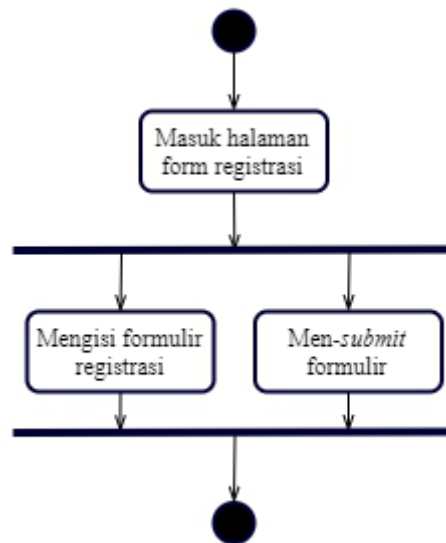 Masuk halaman
form registrasi
Mengisi formulir
registrasi
Men-submit
formulir